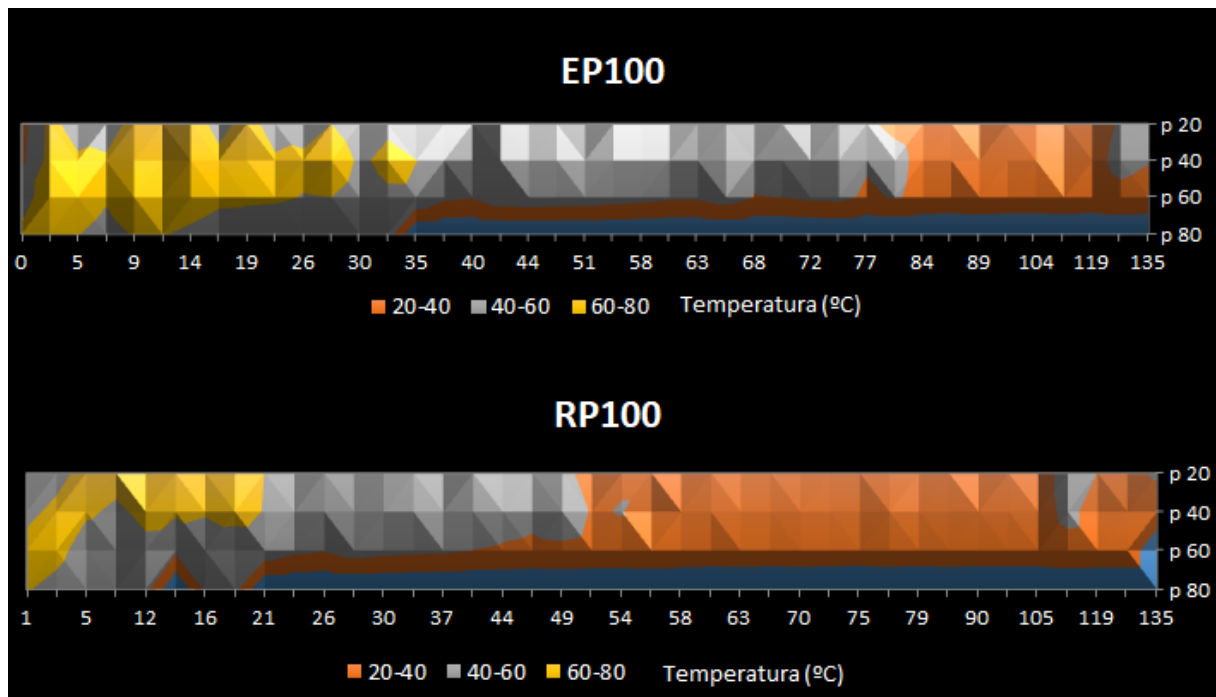 EP100
p 20
p 40
p 60
p 80
0 5 9 14 19 26 30 35 40 44 51 58 63 68 72 77 84 89 104 119 135
20-40 40-60 60-80 Temperatura (ºC)
RP100
p 20
p 40
p 60
p 80
1 5 12 16 21 26 30 37 44 49 54 58 63 70 75 79 90 105 119 135
20-40 40-60 60-80 Temperatura (ºC)